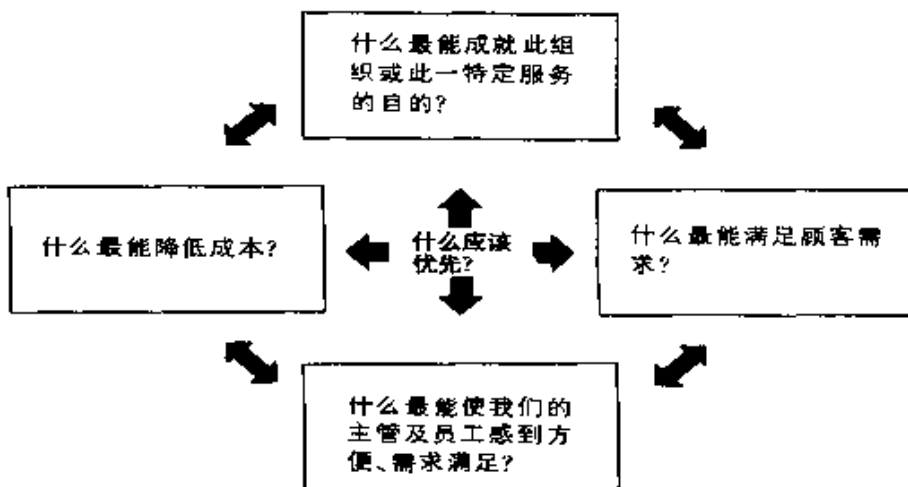 什么最能成就此组
织或此一特定服务
的目的?
什么最能降低成本?
什么应该
优先?
什么最能满足顾客需
求?
什么最能使我们的
主管及员工感到方
便、需求满足?